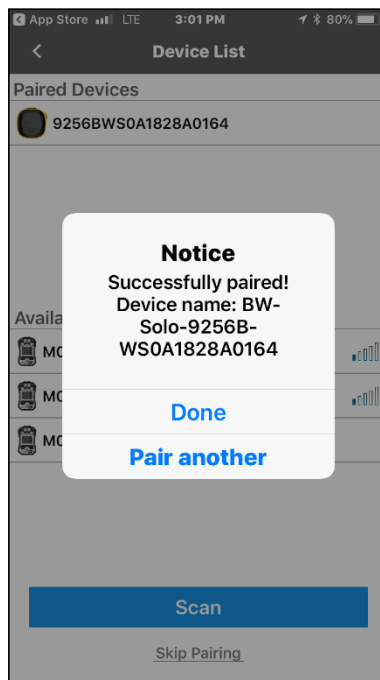 App Store LTE 3:01 PM 80%
Device List
Paired Devices
9256BWS0A1828A0164
Notice
Successfully paired!
Device name: BW-
Solo-9256B-
WS0A1828A0164
Done
Pair another
Scan
Skip Pairing